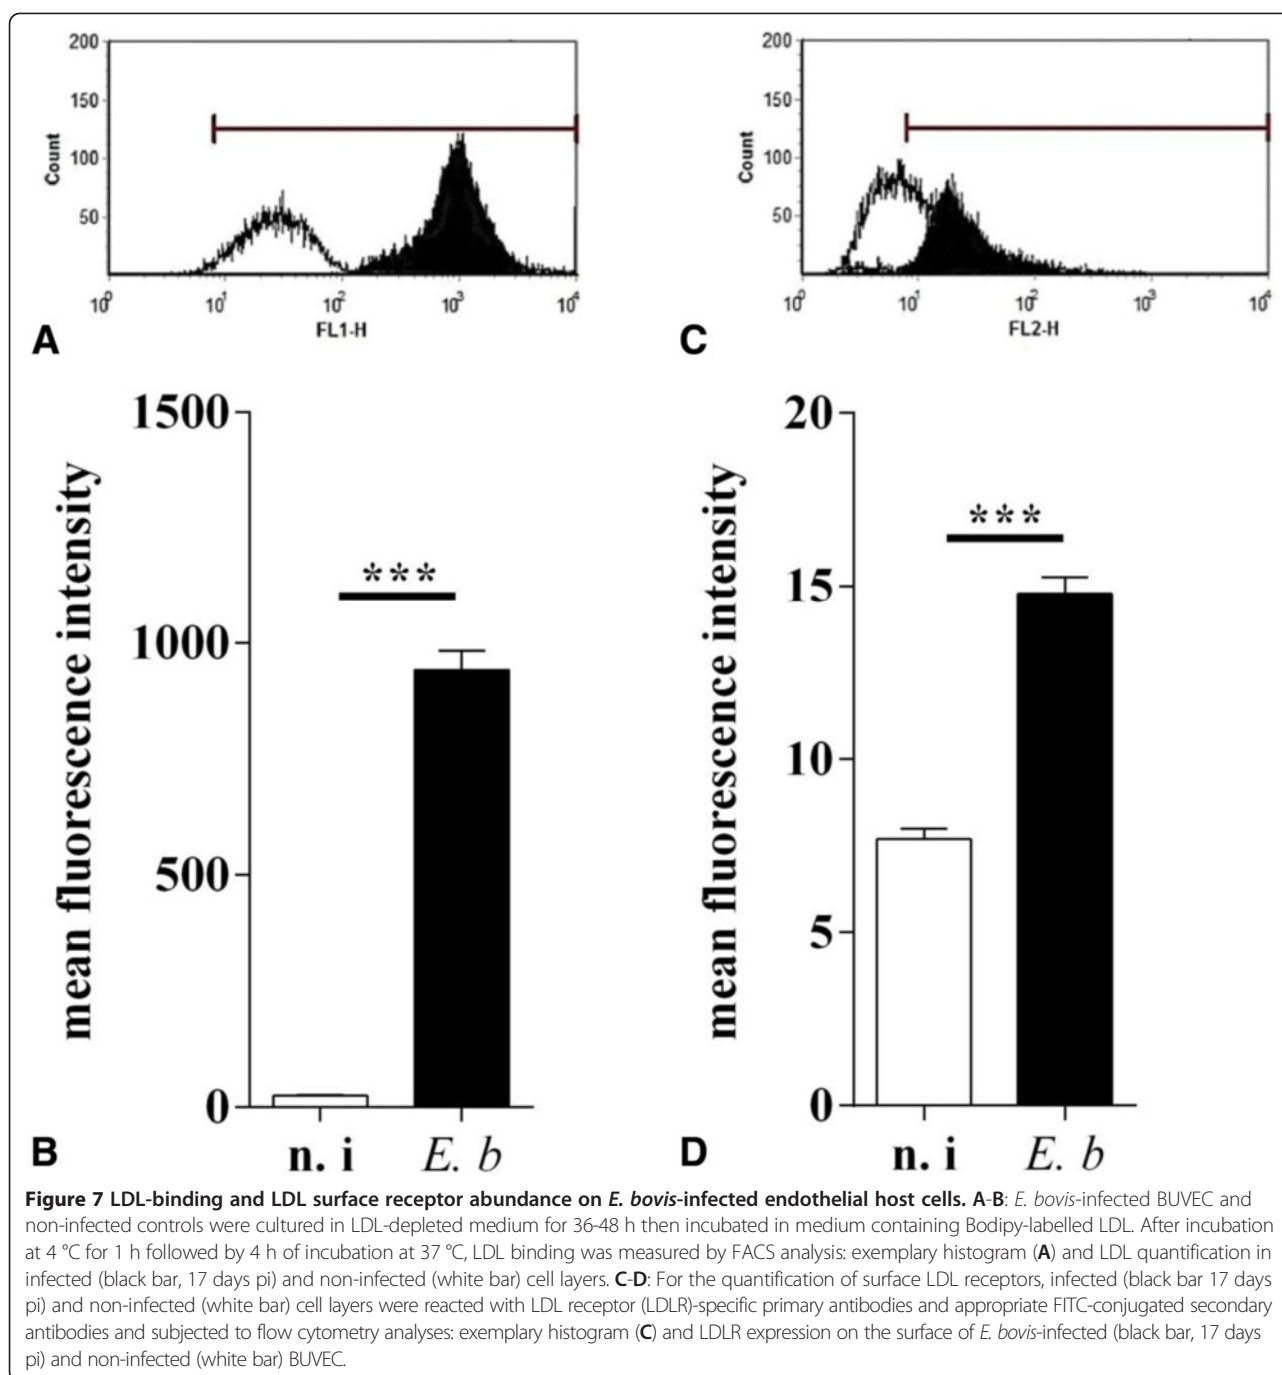 200
150
100
50
Count
10^0 10^1 10^2 10^3 10^4
FL1-H
A
200
150
100
50
Count
10^0 10^1 10^2 10^3 10^4
FL2-H
C
1500
1000
500
0
mean fluorescence intensity
***
n. i E. b
B
20
15
10
5
0
mean fluorescence intensity
***
n. i E. b
D
Figure 7 LDL-binding and LDL surface receptor abundance on E. bovis-infected endothelial host cells. A-B: E. bovis-infected BUVEC and
non-infected controls were cultured in LDL-depleted medium for 36-48 h then incubated in medium containing Bodipy-labelled LDL. After incubation
at 4 °C for 1 h followed by 4 h of incubation at 37 °C, LDL binding was measured by FACS analysis: exemplary histogram (A) and LDL quantification in
infected (black bar, 17 days pi) and non-infected (white bar) cell layers. C-D: For the quantification of surface LDL receptors, infected (black bar 17 days
pi) and non-infected (white bar) cell layers were reacted with LDL receptor (LDLR)-specific primary antibodies and appropriate FITC-conjugated secondary
antibodies and subjected to flow cytometry analyses: exemplary histogram (C) and LDLR expression on the surface of E. bovis-infected (black bar, 17 days
pi) and non-infected (white bar) BUVEC.